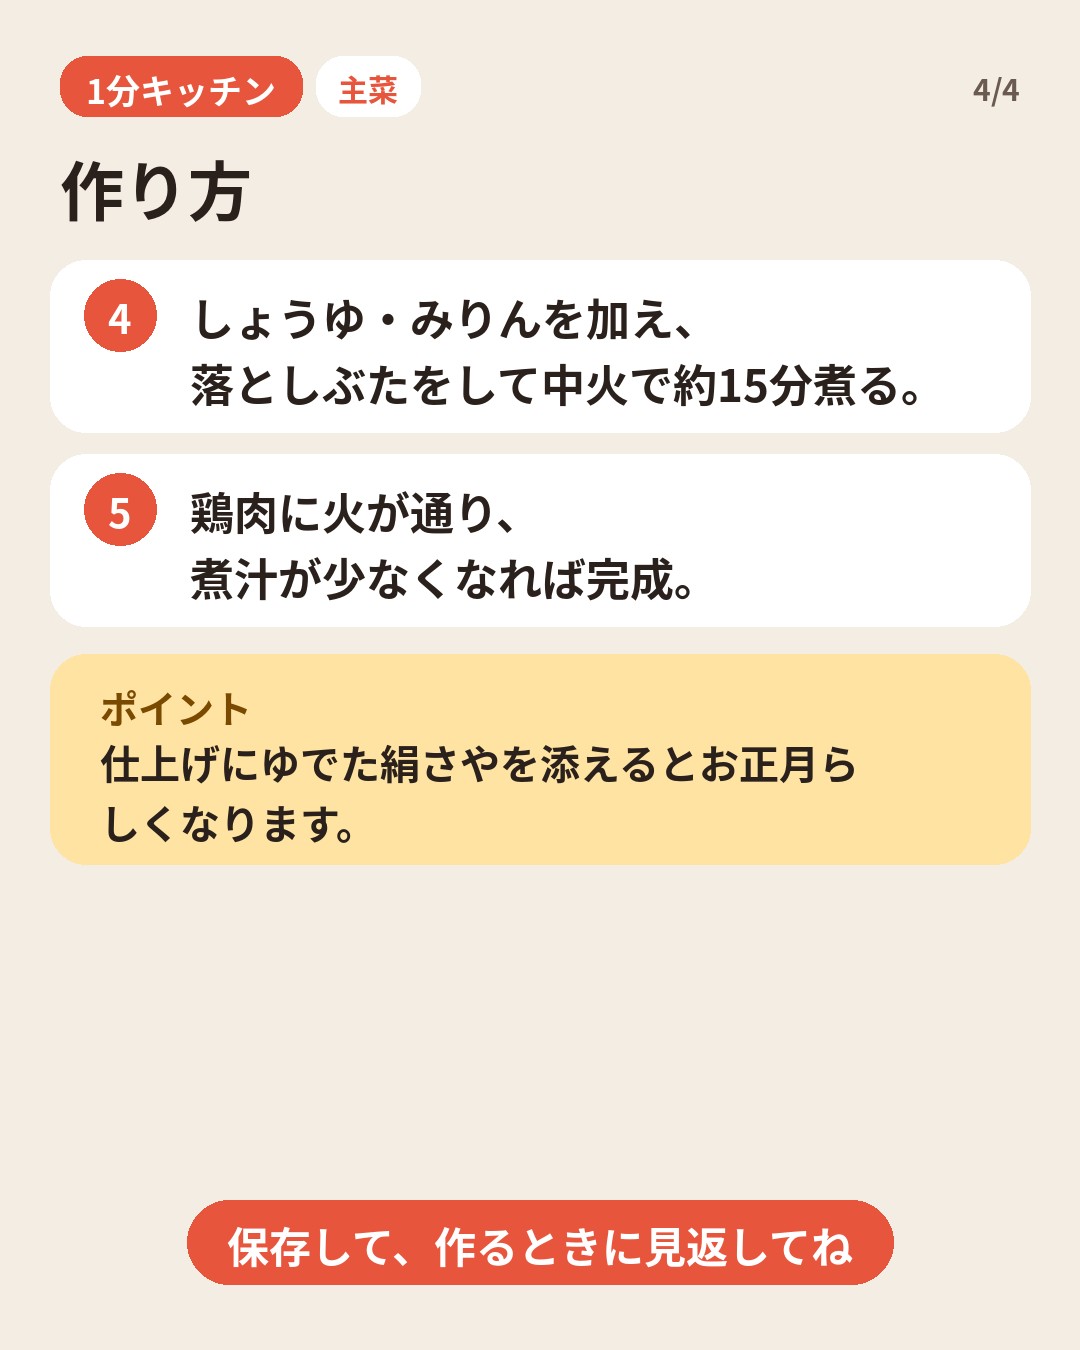 1分キッチン 主菜 4/4
作り方
4 しょうゆ・みりんを加え、
落としぶたをして中火で約15分煮る。
5 鶏肉に火が通り、
煮汁が少なくなれば完成。
ポイント
仕上げにゆでた絹さやを添えるとお正月ら
しくなります。
保存して、作るときに見返してね